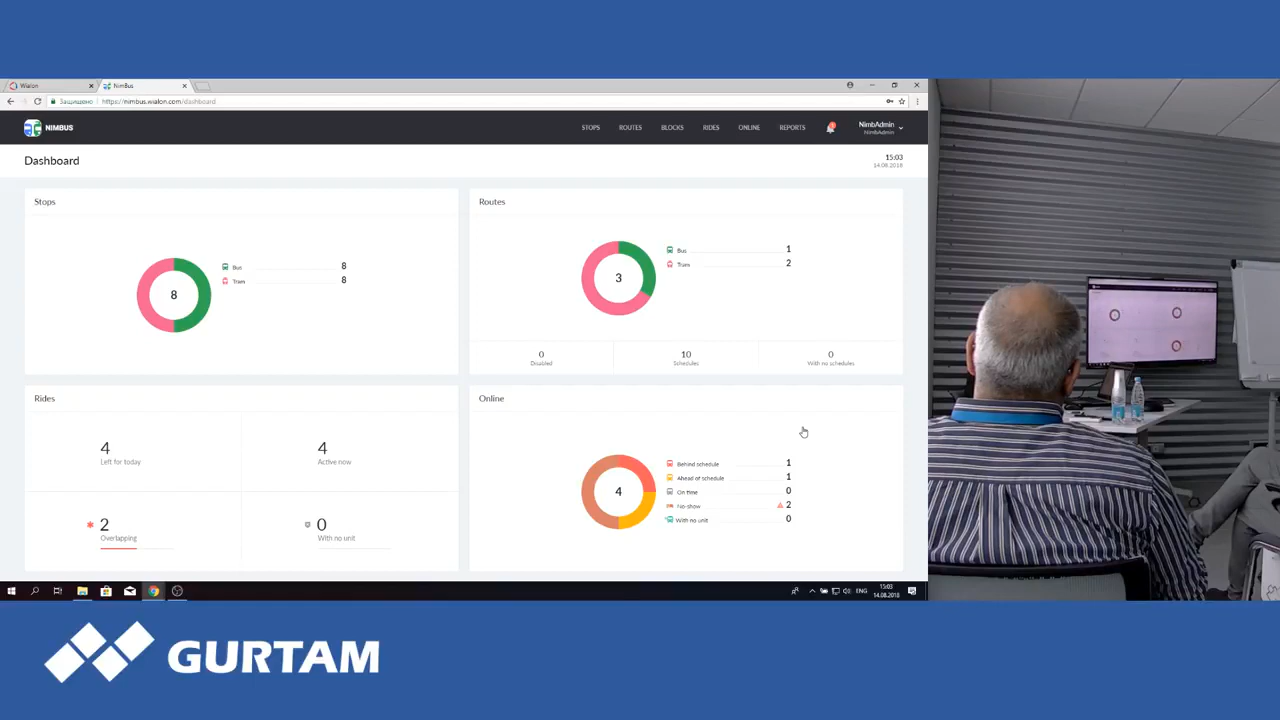 Wialon
NimBus
Защищено
https://nimbus.wialon.com/dashboard
NIMBUS
STOPS
ROUTES
BLOCKS
RIDES
ONLINE
REPORTS
NimbAdmin
NimbAdmin
Dashboard
15:03
14.08.2018
Stops
8
Bus 8
Tram 8
Routes
3
Bus 1
Tram 2
0
Disabled
10
Schedules
0
With no schedules
Rides
4
Left for today
4
Active now
2
Overlapping
0
With no unit
Online
4
Behind schedule 1
Ahead of schedule 1
On time 0
No-show 2
With no unit 0
ENG
15:03
14.08.2018
GURTAM